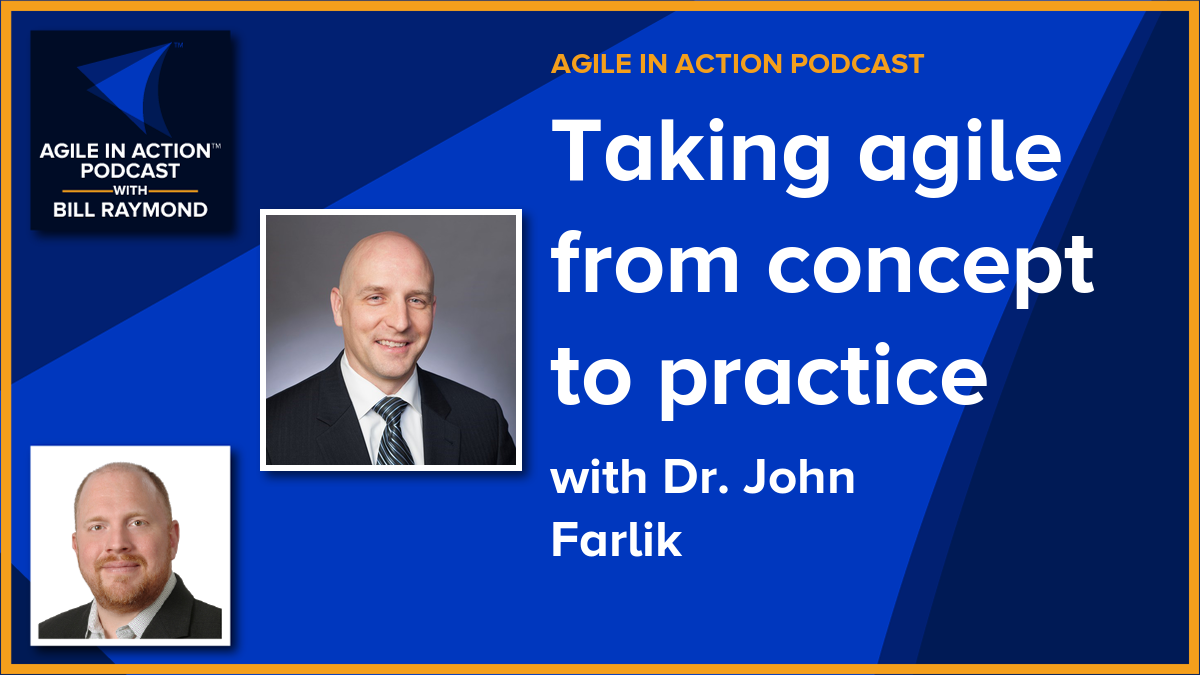 AGILE IN ACTION™
PODCAST
WITH
BILL RAYMOND
AGILE IN ACTION PODCAST
Taking agile
from concept
to practice
with Dr. John
Farlik